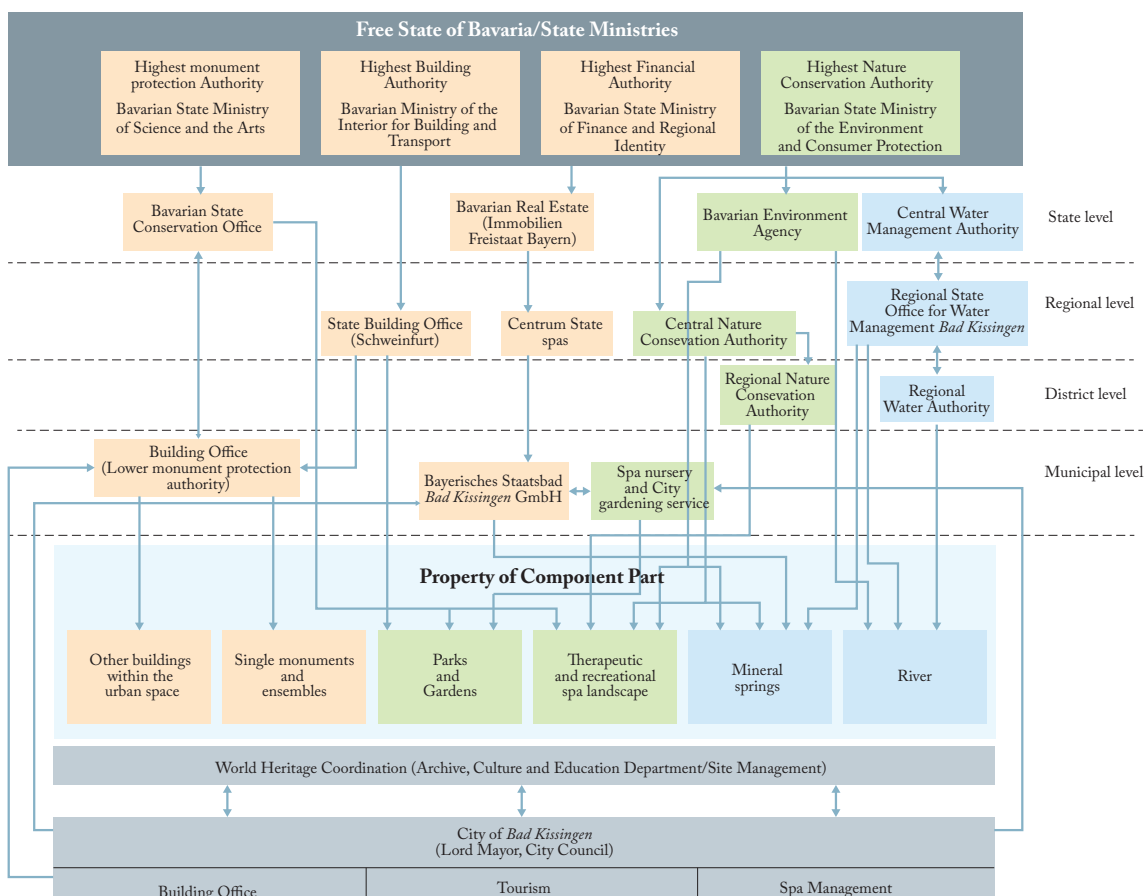 Free State of Bavaria/State Ministries
Highest monument
protection Authority
Bavarian State Ministry
of Science and the Arts
Highest Building
Authority
Bavarian Ministry of the
Interior for Building and
Transport
Highest Financial
Authority
Bavarian State Ministry
of Finance and Regional
Identity
Highest Nature
Conservation Authority
Bavarian State Ministry
of the Environment
and Consumer Protection
Bavarian State
Conservation Office
Bavarian Real Estate
(Immobilien
Freistaat Bayern)
Bavarian Environment
Agency
Central Water
Management Authority
State level
State Building Office
(Schweinfurt)
Centrum State
spas
Central Nature
Consevation Authority
Regional State
Office for Water
Management Bad Kissingen
Regional level
Regional Nature
Consevation
Authority
Regional
Water Authority
District level
Building Office
(Lower monument protection
authority)
Bayerisches Staatsbad
Bad Kissingen GmbH
Spa nursery
and City
gardening service
Municipal level
Property of Component Part
Other buildings
within the
urban space
Single monuments
and
ensembles
Parks
and
Gardens
Therapeutic
and recreational
spa landscape
Mineral
springs
River
World Heritage Coordination (Archive, Culture and Education Department/Site Management)
City of Bad Kissingen
(Lord Mayor, City Council)
Building Office
Tourism
Spa Management